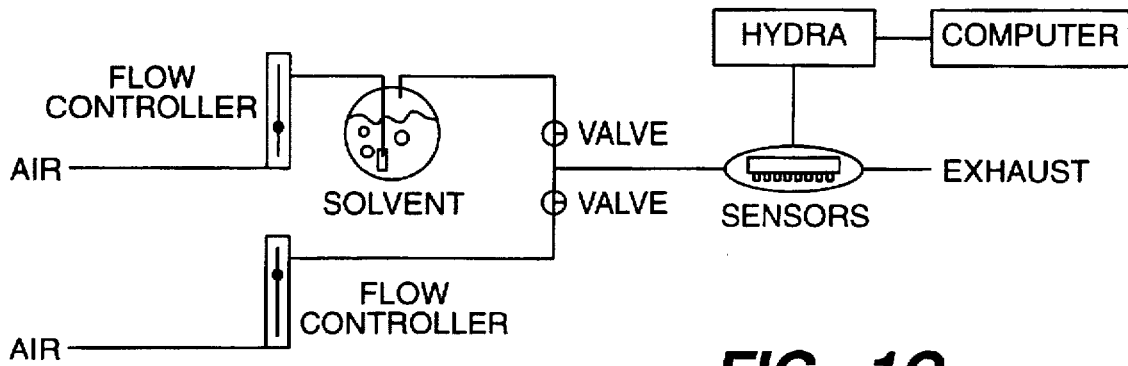 HYDRA
COMPUTER
FLOW
CONTROLLER
AIR
VALVE
SOLVENT
VALVE
SENSORS
EXHAUST
FLOW
CONTROLLER
AIR